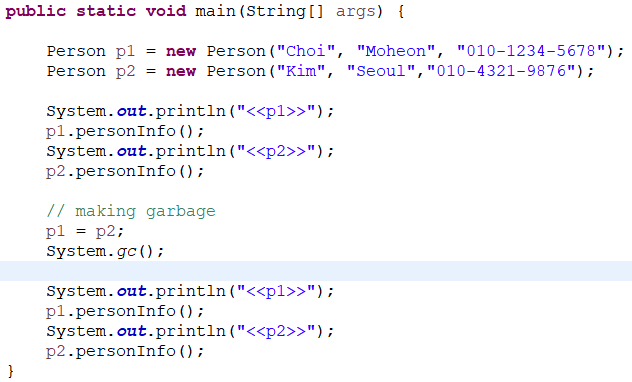 public static void main(String[] args) {
Person p1 = new Person("Choi", "Moheon", "010-1234-5678");
Person p2 = new Person("Kim", "Seoul","010-4321-9876");
System.out.println("<<p1>>");
p1.personInfo();
System.out.println("<<p2>>");
p2.personInfo();
// making garbage
p1 = p2;
System.gc();
System.out.println("<<p1>>");
p1.personInfo();
System.out.println("<<p2>>");
p2.personInfo();
}